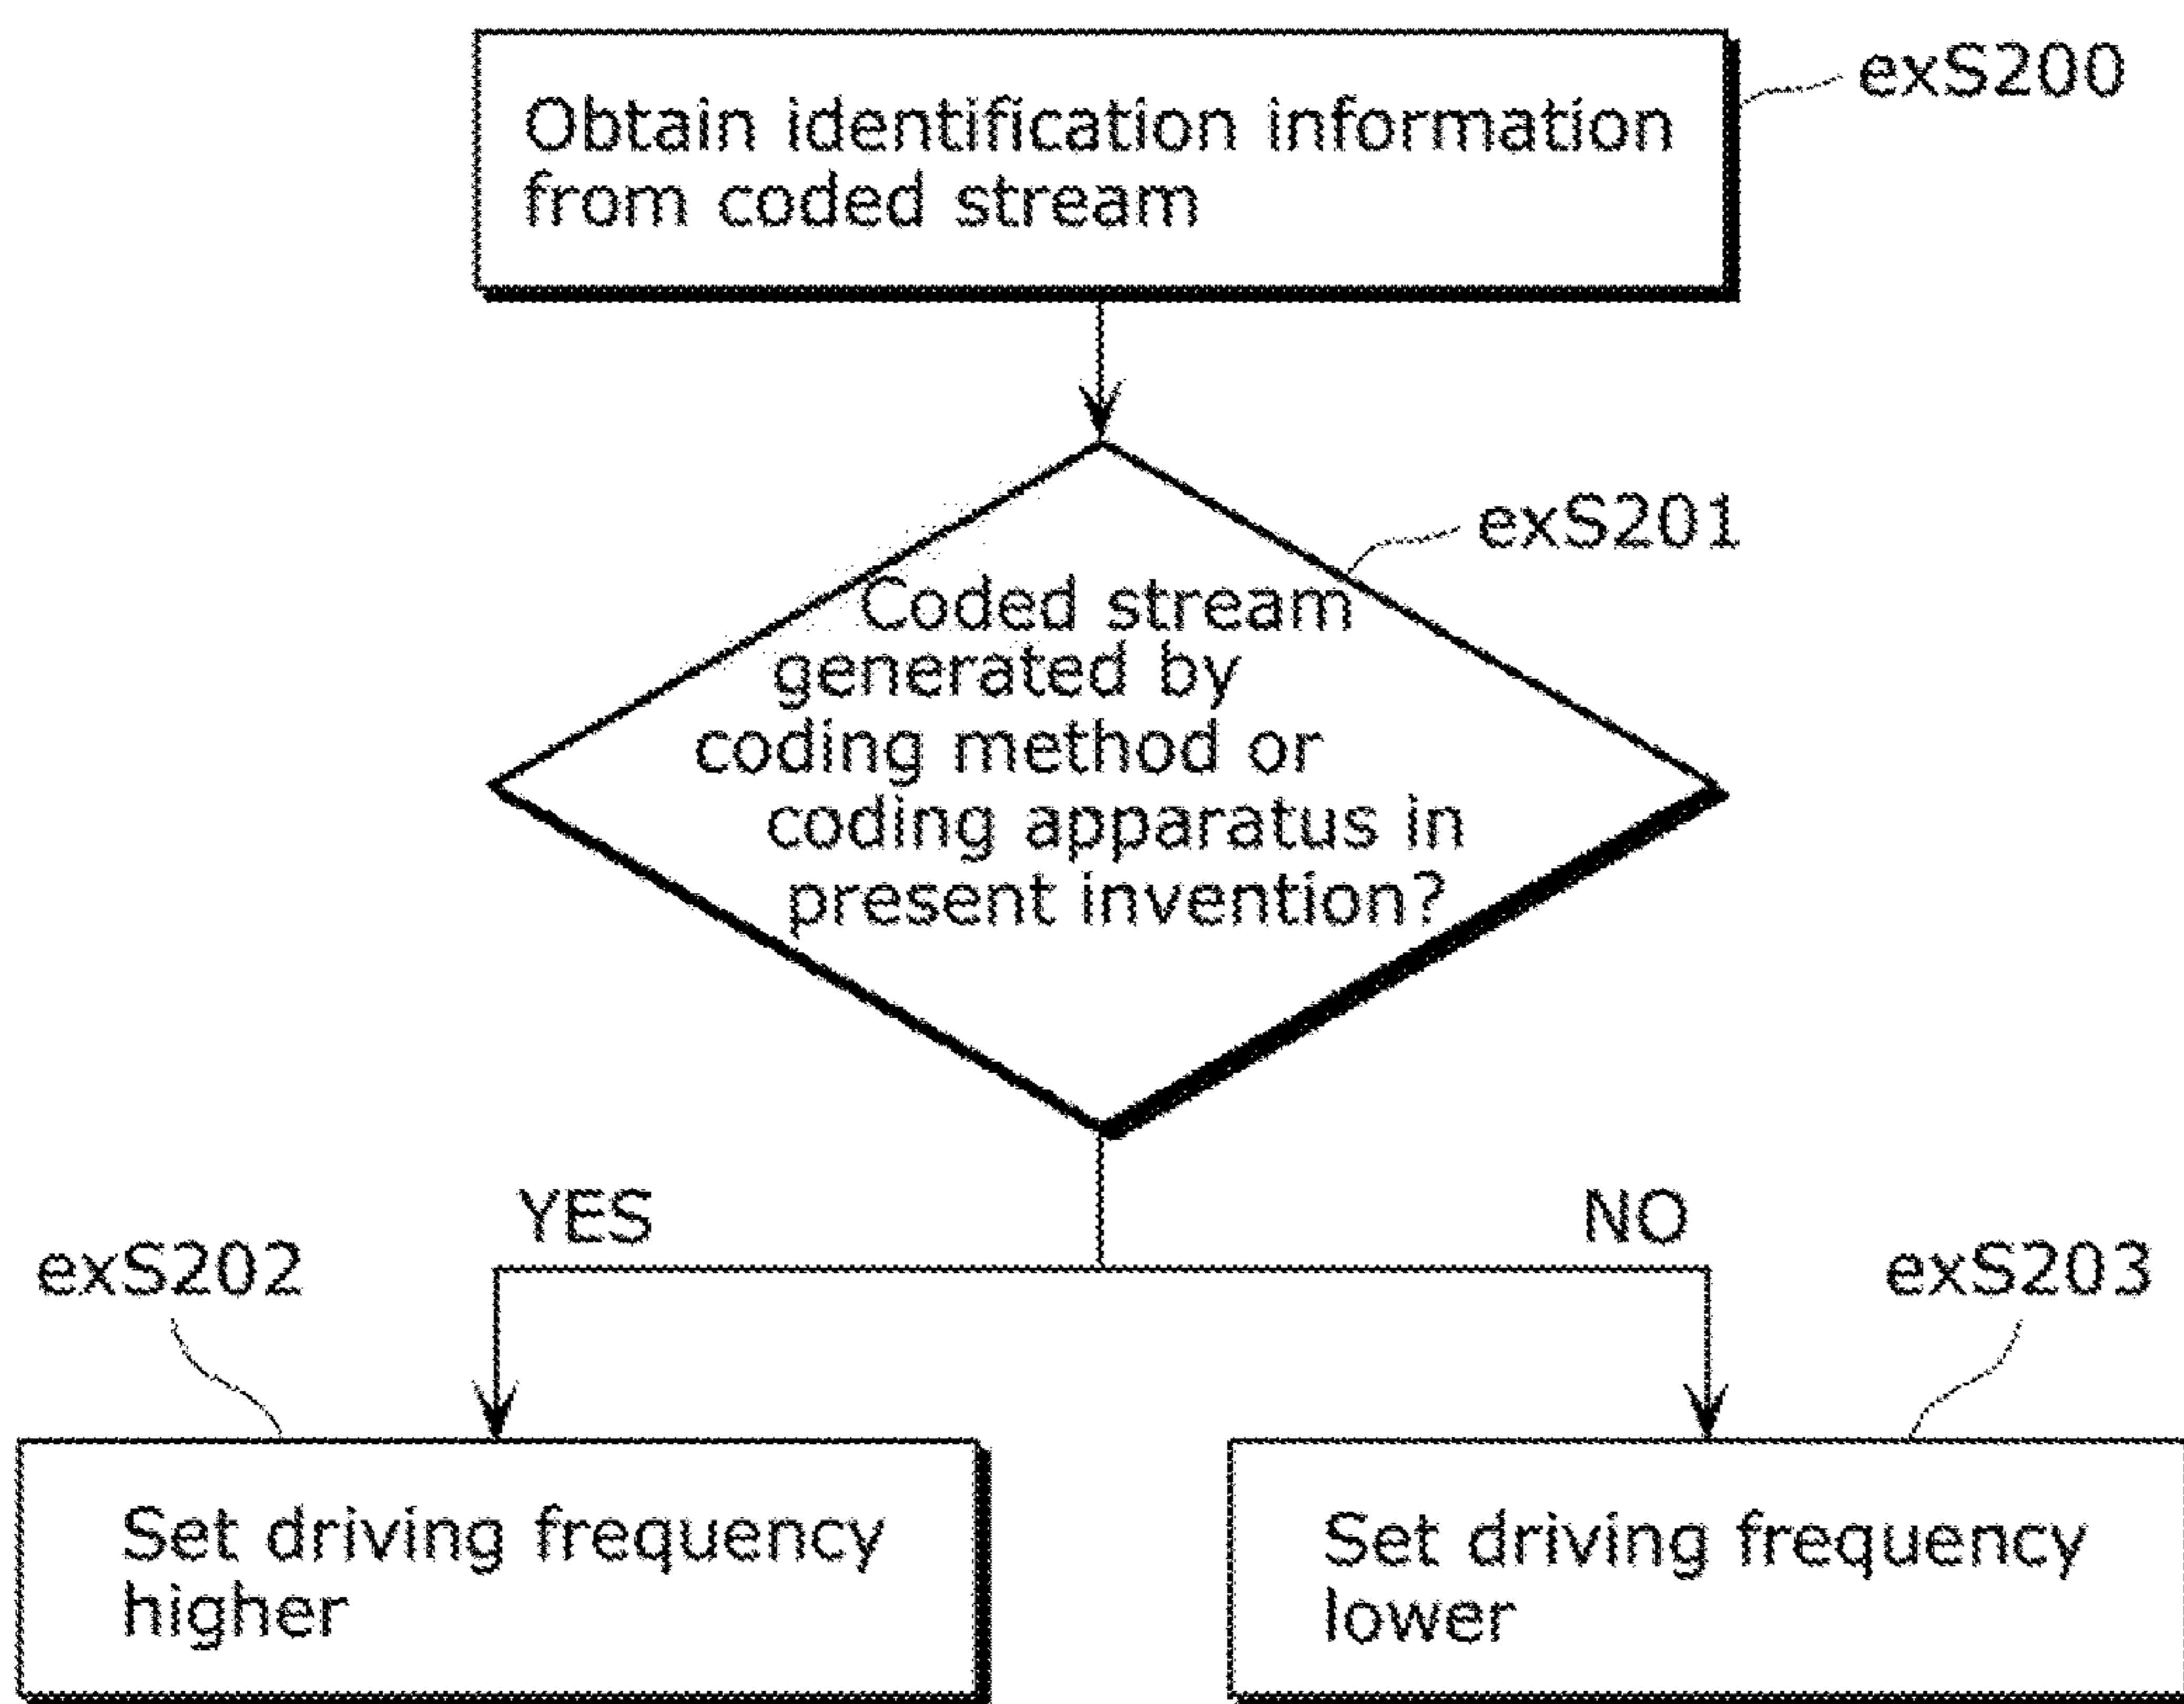 exS200
Obtain identification information
from coded stream
exS201
Coded stream
generated by
coding method or
coding apparatus in
present invention?
YES
NO
exS202
exS203
Set driving frequency
higher
Set driving frequency
lower